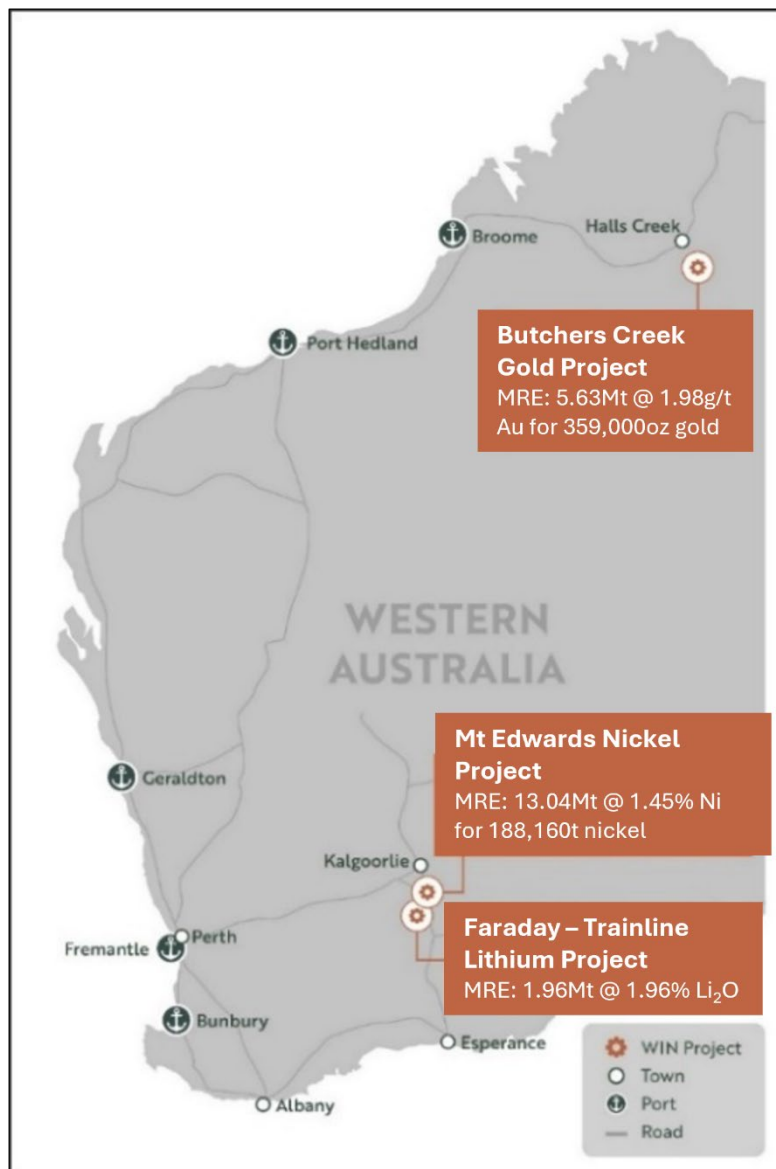 Halls Creek
Broome
Butchers Creek
Gold Project
MRE: 5.63Mt @ 1.98g/t
Au for 359,000oz gold
Port Hedland
WESTERN
AUSTRALIA
Mt Edwards Nickel
Project
MRE: 13.04Mt @ 1.45% Ni
for 188,160t nickel
Geraldton
Kalgoorlie
Faraday – Trainline
Lithium Project
MRE: 1.96Mt @ 1.96% Li₂O
Perth
Fremantle
Bunbury
Esperance
Albany
WIN Project
Town
Port
Road